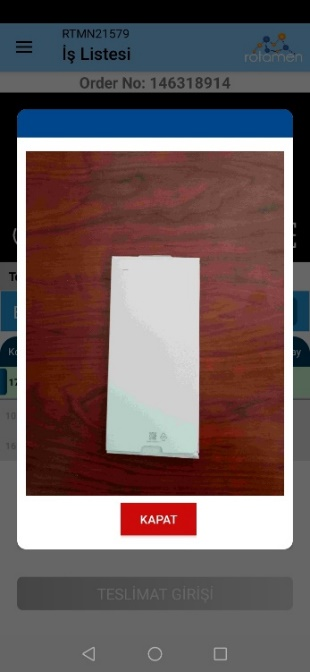 RTMN21579
İş Listesi
rotamen
Order No: 146318914
KAPAT
TESLİMAT GİRİŞİ